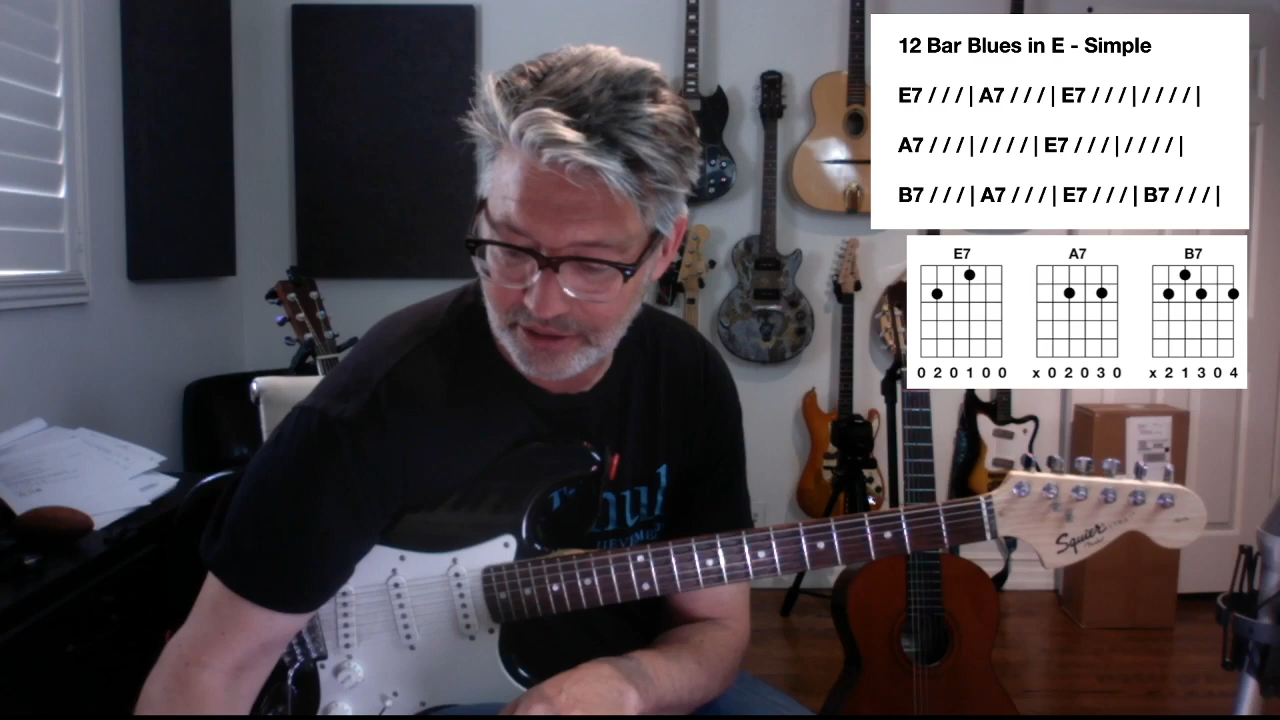 12 Bar Blues in E - Simple
E7 / / / | A7 / / / | E7 / / / | / / / / |
A7 / / / | / / / / | E7 / / / | / / / / |
B7 / / / | A7 / / / | E7 / / / | B7 / / / |
E7 A7 B7
0 2 0 1 0 0 x 0 2 0 3 0 x 2 1 3 0 4
Squier